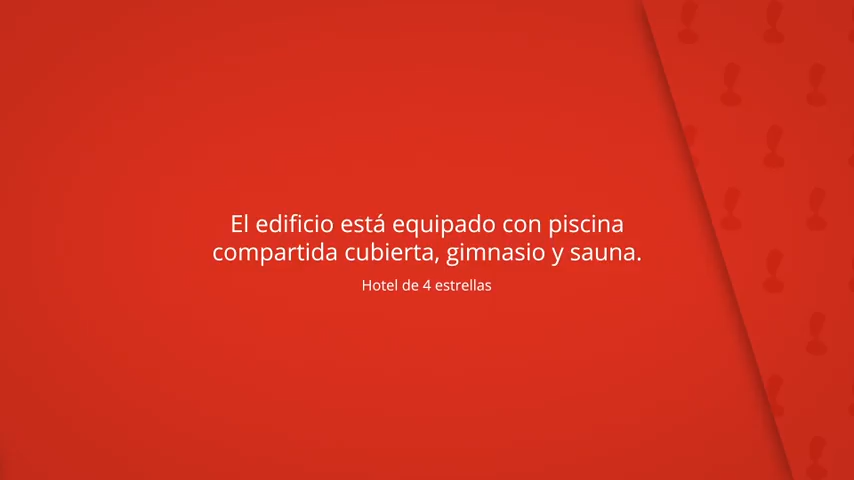 El edificio está equipado con piscina
compartida cubierta, gimnasio y sauna.
Hotel de 4 estrellas